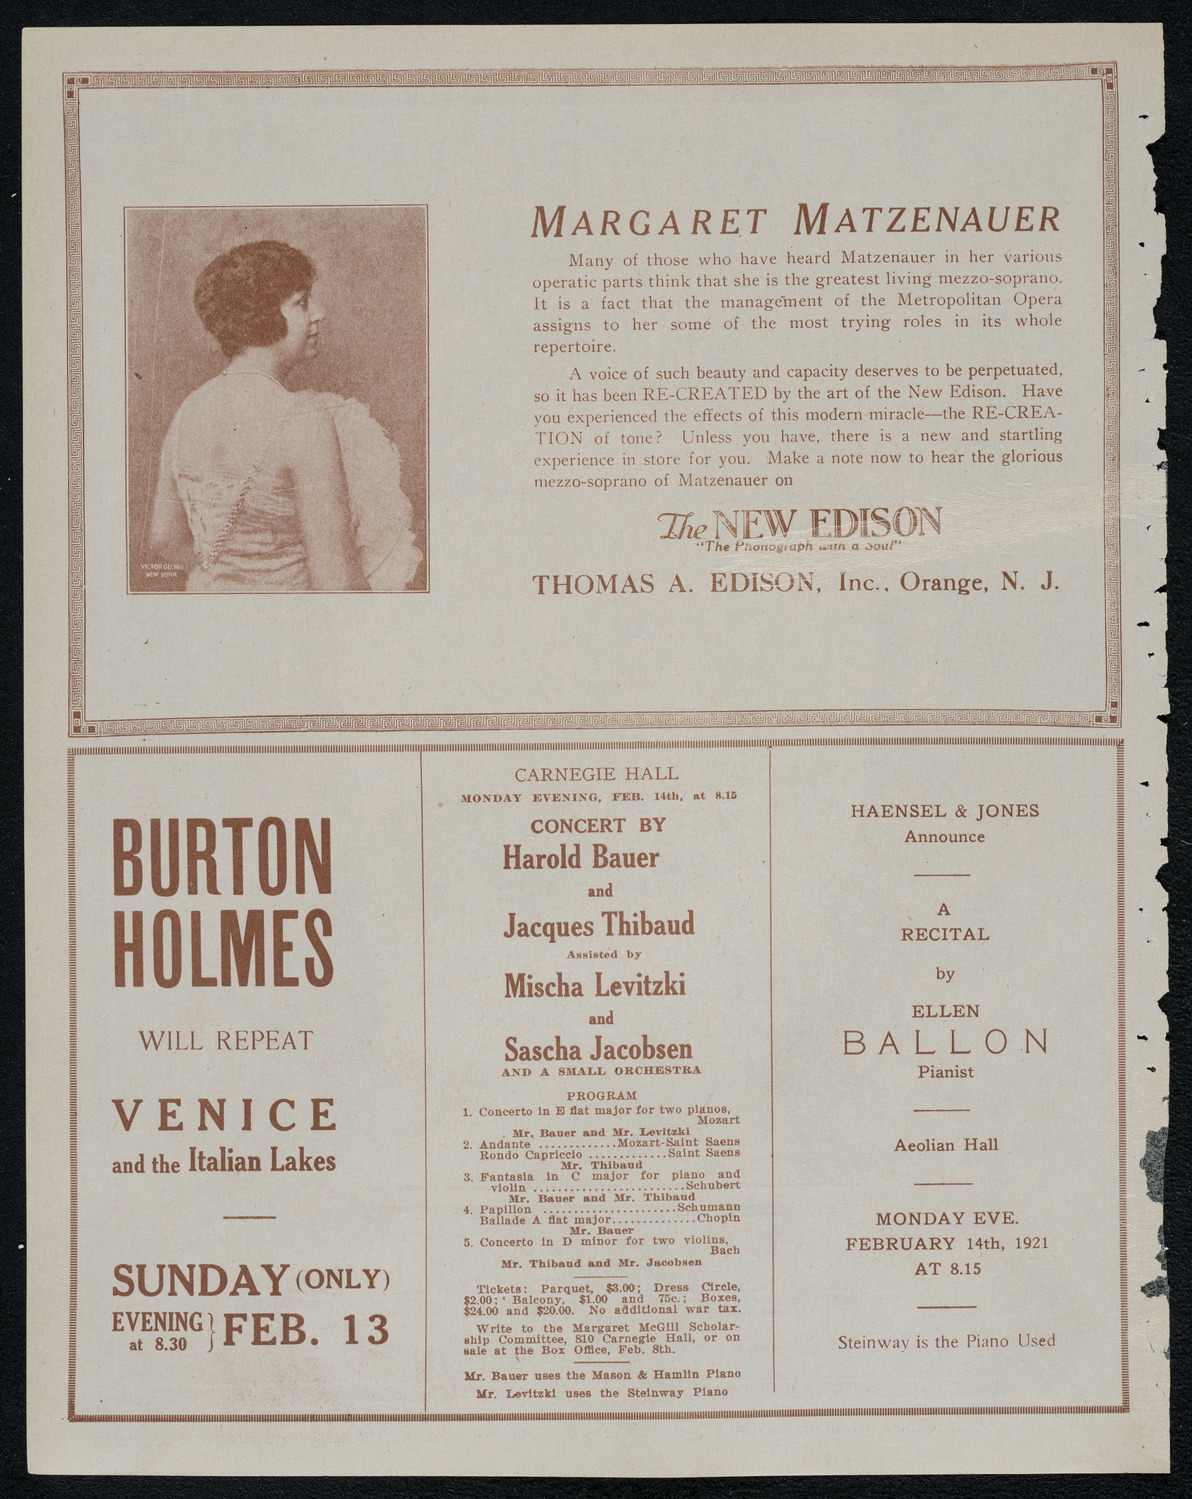 MARGARET MATZENAUER
Many of those who have heard Matzenauer in her various
operatic parts think that she is the greatest living mezzo-soprano.
It is a fact that the management of the Metropolitan Opera
assigns to her some of the most trying roles in its whole
repertoire.
A voice of such beauty and capacity deserves to be perpetuated,
so it has been RE-CREATED by the art of the New Edison. Have
you experienced the effects of this modern miracle—the RE-CREA-
TION of tone? Unless you have, there is a new and startling
experience in store for you. Make a note now to hear the glorious
mezzo-soprano of Matzenauer on
The NEW EDISON
"The Phonograph with a Soul"
THOMAS A. EDISON, Inc., Orange, N. J.
VICTOR GEORG
NEW YORK
BURTON
HOLMES
WILL REPEAT
VENICE
and the Italian Lakes
SUNDAY (ONLY)
EVENING
at 8.30 } FEB. 13
CARNEGIE HALL
MONDAY EVENING, FEB. 14th, at 8.15
CONCERT BY
Harold Bauer
and
Jacques Thibaud
Assisted by
Mischa Levitzki
and
Sascha Jacobsen
AND A SMALL ORCHESTRA
PROGRAM
1. Concerto in E flat major for two pianos,
Mozart
Mr. Bauer and Mr. Levitzki
2. Andante ............Mozart-Saint Saens
Rondo Capriccio ............Saint Saens
Mr. Thibaud
3. Fantasia in C major for piano and
violin .......................Schubert
Mr. Bauer and Mr. Thibaud
4. Papillon ....................Schumann
Ballade A flat major.............Chopin
Mr. Bauer
5. Concerto in D minor for two violins,
Bach
Mr. Thibaud and Mr. Jacobsen
Tickets: Parquet, $3.00; Dress Circle,
$2.00; Balcony, $1.00 and 75c.; Boxes,
$24.00 and $20.00. No additional war tax.
Write to the Margaret McGill Scholar-
ship Committee, 810 Carnegie Hall, or on
sale at the Box Office, Feb. 8th.
Mr. Bauer uses the Mason & Hamlin Piano
Mr. Levitzki uses the Steinway Piano
HAENSEL & JONES
Announce
A
RECITAL
by
ELLEN
BALLON
Pianist
Aeolian Hall
MONDAY EVE.
FEBRUARY 14th, 1921
AT 8.15
Steinway is the Piano Used